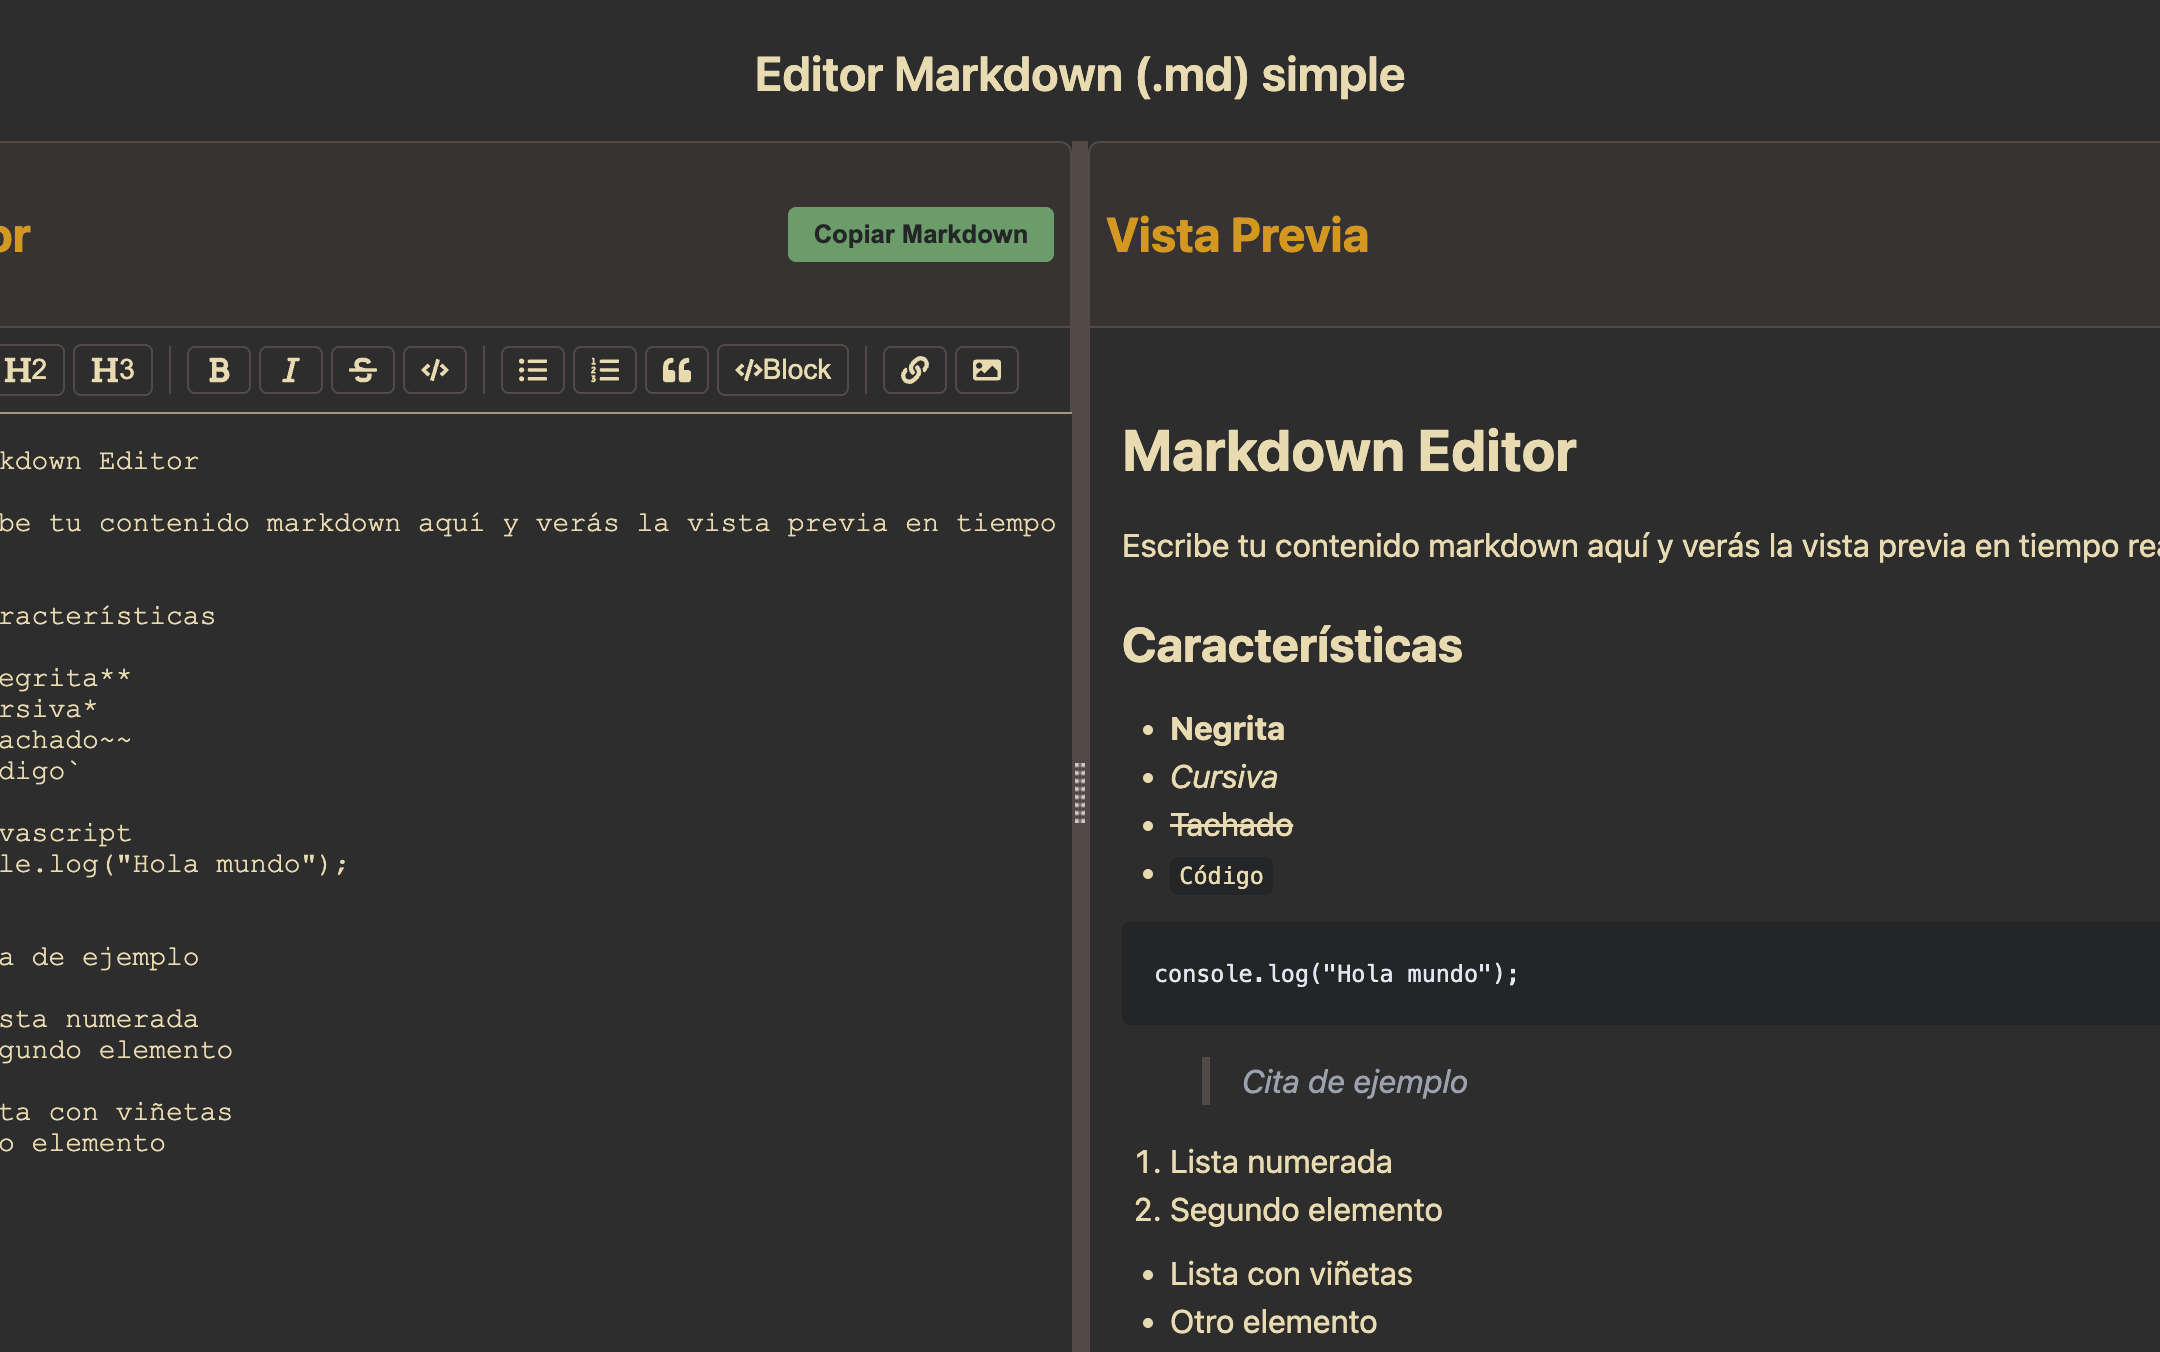 Editor Markdown (.md) simple
or
Copiar Markdown
H2 H3 B I S </> </>Block
kdown Editor
be tu contenido markdown aquí y verás la vista previa en tiempo
racterísticas
egrita**
rsiva*
achado~~
digo`
vascript
le.log("Hola mundo");
a de ejemplo
sta numerada
gundo elemento
ta con viñetas
o elemento
Vista Previa
Markdown Editor
Escribe tu contenido markdown aquí y verás la vista previa en tiempo rea
Características
• Negrita
• Cursiva
• Tachado
• Código
console.log("Hola mundo");
Cita de ejemplo
1. Lista numerada
2. Segundo elemento
• Lista con viñetas
• Otro elemento